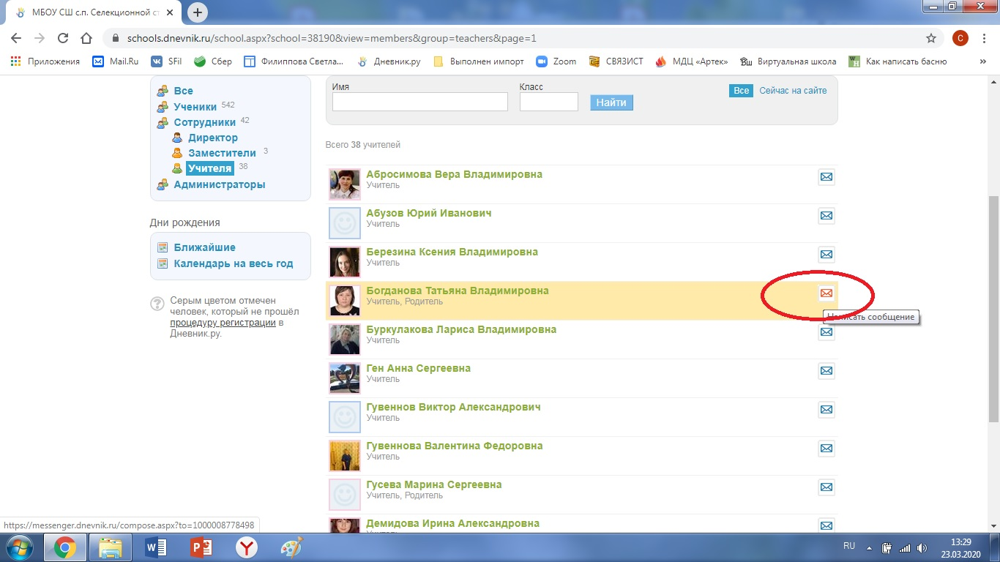 МБОУ СШ с.п. Селекционной ст
schools.dnevnik.ru/school.aspx?school=38190&view=members&group=teachers&page=1
С
Приложения Mail.Ru SFil Сбер Филиппова Светла... Дневник.ру Выполнен импорт Zoom СВЯЗИСТ МДЦ «Артек» Виртуальная школа Как написать басню »
Все
Ученики 542
Сотрудники 42
Директор
Заместители 3
Учителя 38
Администраторы
Дни рождения
Ближайшие
Календарь на весь год
Серым цветом отмечен
человек, который не прошёл
процедуру регистрации в
Дневник.ру.
Имя Класс Все Сейчас на сайте
Найти
Всего 38 учителей
Абросимова Вера Владимировна
Учитель
Абузов Юрий Иванович
Учитель
Березина Ксения Владимировна
Учитель
Богданова Татьяна Владимировна
Учитель, Родитель
Написать сообщение
Буркулакова Лариса Владимировна
Учитель
Ген Анна Сергеевна
Учитель
Гувеннов Виктор Александрович
Учитель
Гувеннова Валентина Федоровна
Учитель
Гусева Марина Сергеевна
Учитель, Родитель
Демидова Ирина Александровна
https://messenger.dnevnik.ru/compose.aspx?to=1000008778498
RU
13:29
23.03.2020